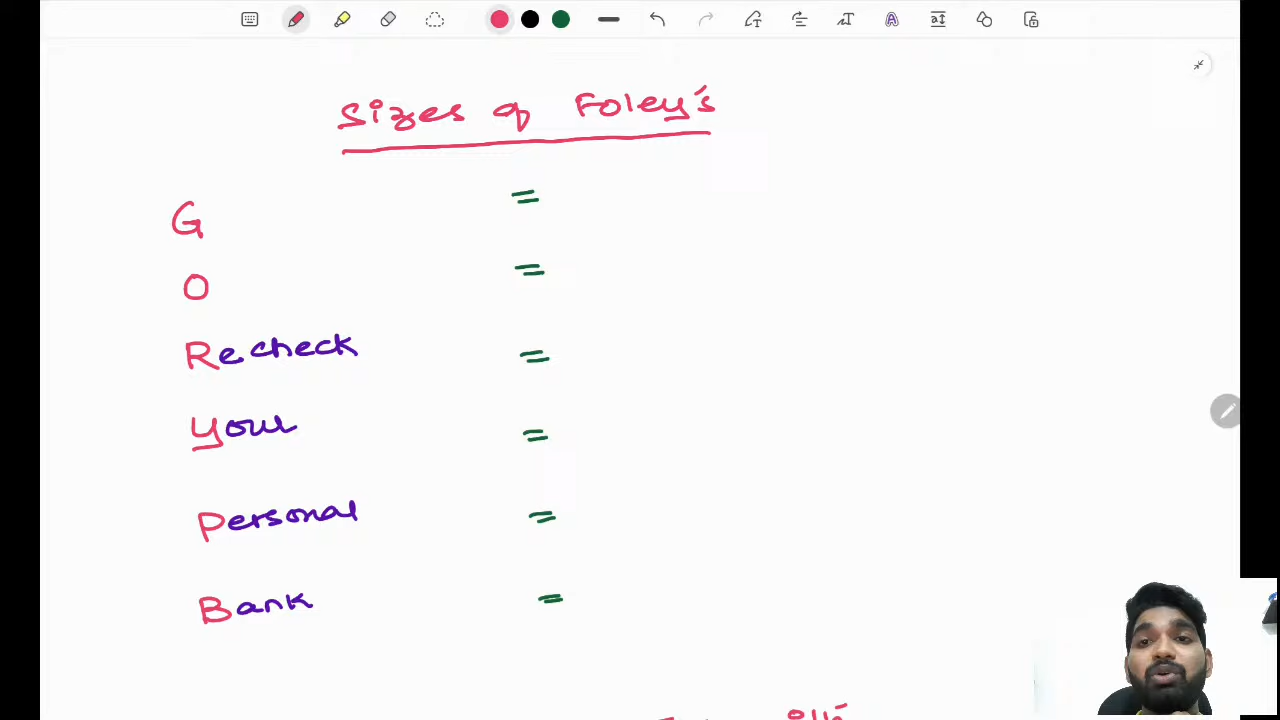 Sizes of Foley's
G =
O =
Recheck =
Your =
Personal =
Bank =